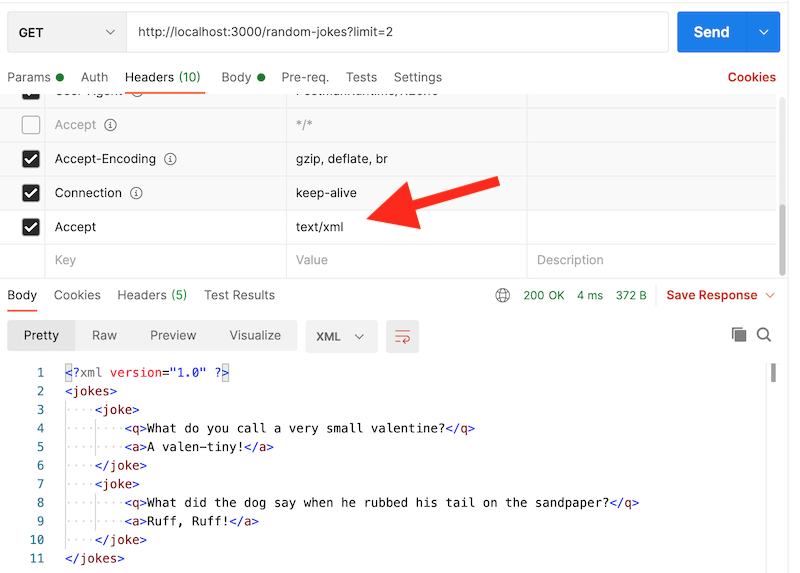 GET http://localhost:3000/random-jokes?limit=2 Send
Params Auth Headers (10) Body Pre-req. Tests Settings Cookies
Accept */*
Accept-Encoding gzip, deflate, br
Connection keep-alive
Accept text/xml
Key Value Description
Body Cookies Headers (5) Test Results 200 OK 4 ms 372 B Save Response
Pretty Raw Preview Visualize XML
1 <?xml version="1.0" ?>
2 <jokes>
3 <joke>
4 <q>What do you call a very small valentine?</q>
5 <a>A valen-tiny!</a>
6 </joke>
7 <joke>
8 <q>What did the dog say when he rubbed his tail on the sandpaper?</q>
9 <a>Ruff, Ruff!</a>
10 </joke>
11 </jokes>